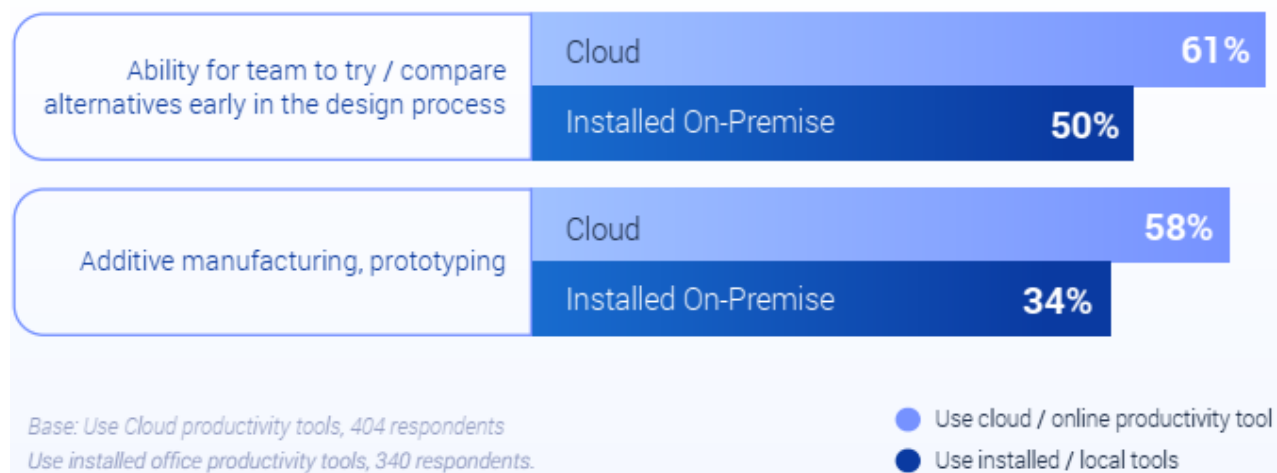 Ability for team to try / compare
alternatives early in the design process
Cloud
61%
Installed On-Premise
50%
Additive manufacturing, prototyping
Cloud
58%
Installed On-Premise
34%
Base: Use Cloud productivity tools, 404 respondents
Use installed office productivity tools, 340 respondents.
Use cloud / online productivity tool
Use installed / local tools